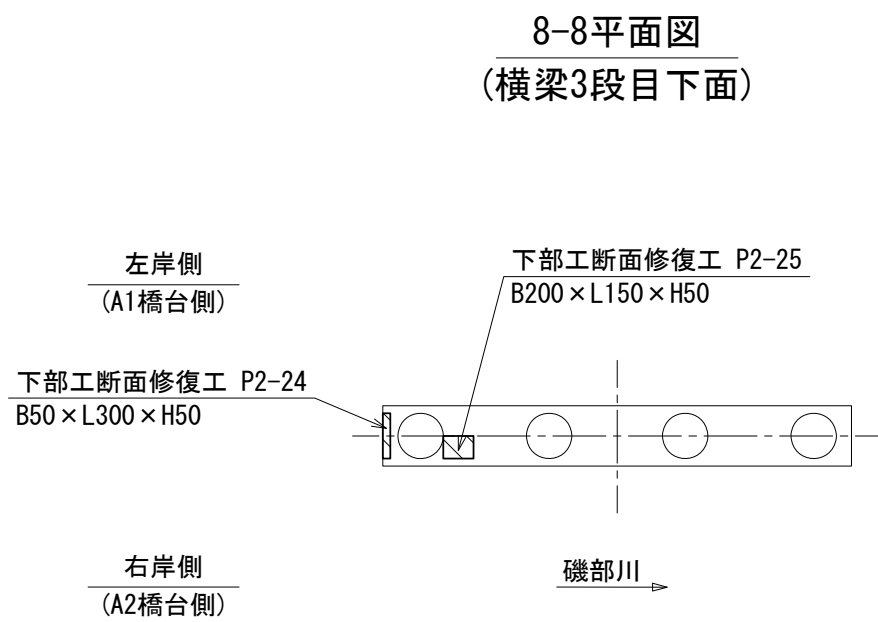 8-8平面図
(横梁3段目下面)
左岸側
(A1橋台側)
下部工断面修復工 P2-25
B200×L150×H50
下部工断面修復工 P2-24
B50×L300×H50
右岸側
(A2橋台側)
磯部川